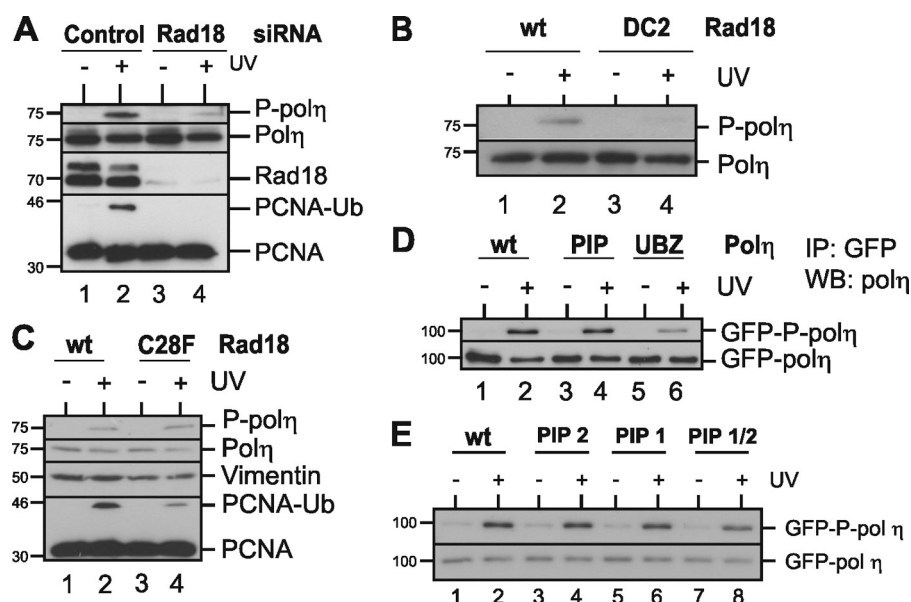 A
Control Rad18 siRNA
- + - + UV
75 P-polη
75 Polη
70 Rad18
46 PCNA-Ub
PCNA
30
1 2 3 4
B
wt DC2 Rad18
- + - + UV
75 P-polη
75 Polη
1 2 3 4
C
wt C28F Rad18
- + - + UV
75 P-polη
75 Polη
50 Vimentin
46 PCNA-Ub
PCNA
30
1 2 3 4
D
wt PIP UBZ Polη IP: GFP
WB: polη
- + - + - + UV
100 GFP-P-polη
100 GFP-polη
1 2 3 4 5 6
E
wt PIP 2 PIP 1 PIP 1/2
- + - + - + - + UV
100 GFP-P-pol η
100 GFP-pol η
1 2 3 4 5 6 7 8